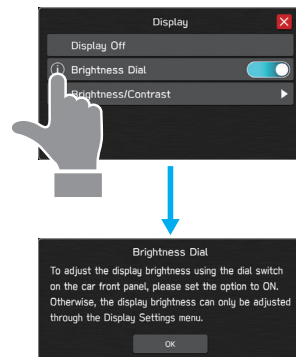 Display
Display Off
Brightness Dial
Brightness/Contrast
Brightness Dial
To adjust the display brightness using the dial switch
on the car front panel, please set the option to ON.
Otherwise, the display brightness can only be adjusted
through the Display Settings menu.
OK